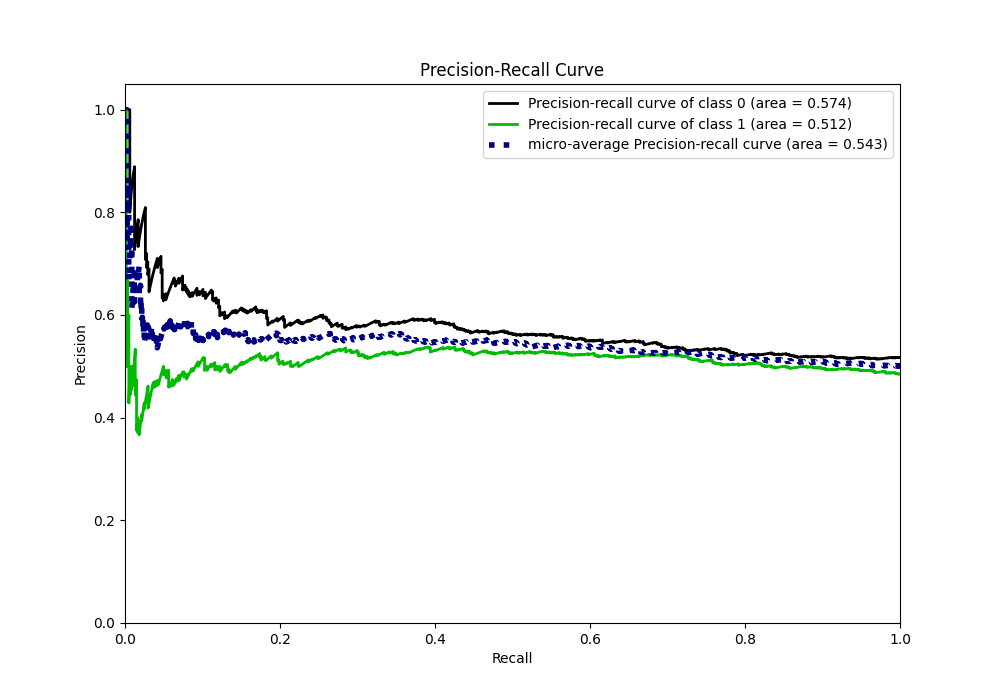 Precision-Recall Curve
Precision-recall curve of class 0 (area = 0.574)
Precision-recall curve of class 1 (area = 0.512)
micro-average Precision-recall curve (area = 0.543)
1.0
0.8
0.6
0.4
0.2
0.0
Precision
0.0 0.2 0.4 0.6 0.8 1.0
Recall